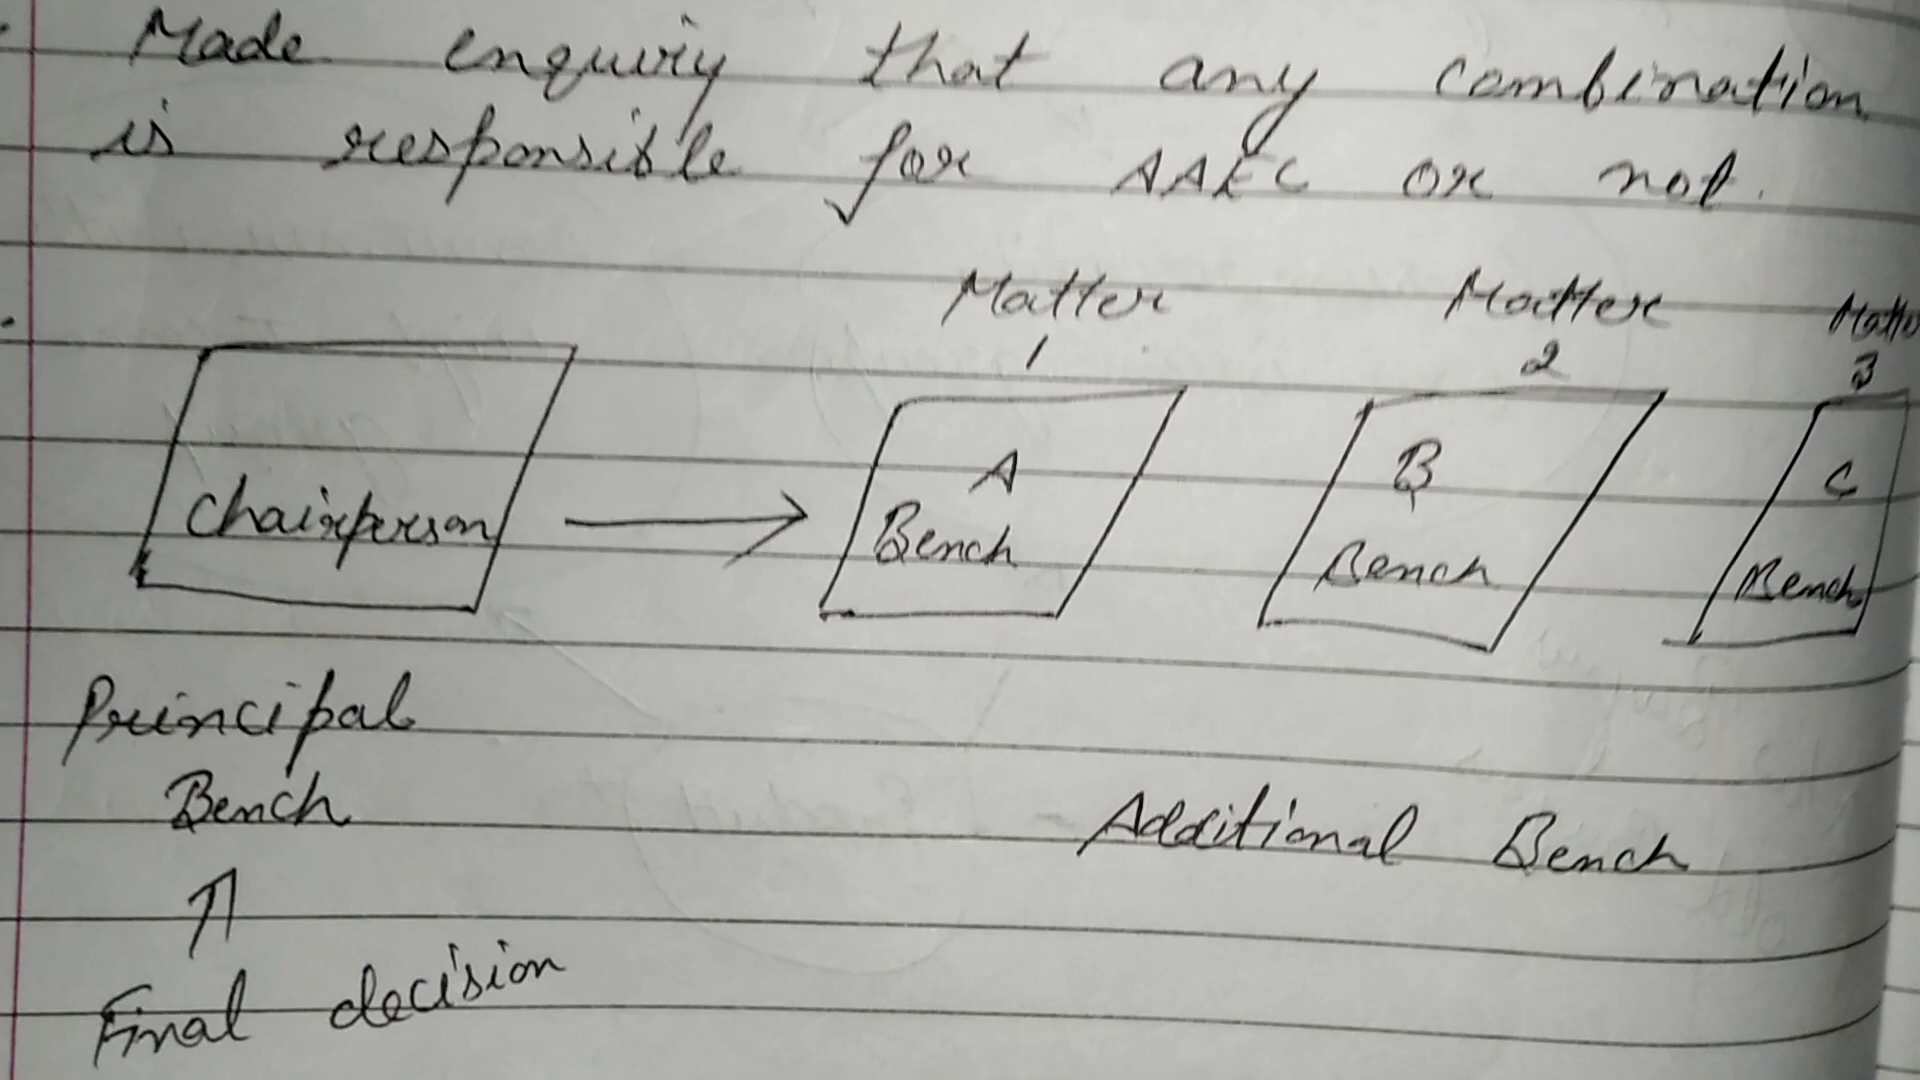 Made enquiry that any combination
is responsible for AAEC or not.
Matter Matter Matte
1 2 3
A B C
Chairperson Bench Bench Bench
Principal
Bench
Additional Bench
Final decision